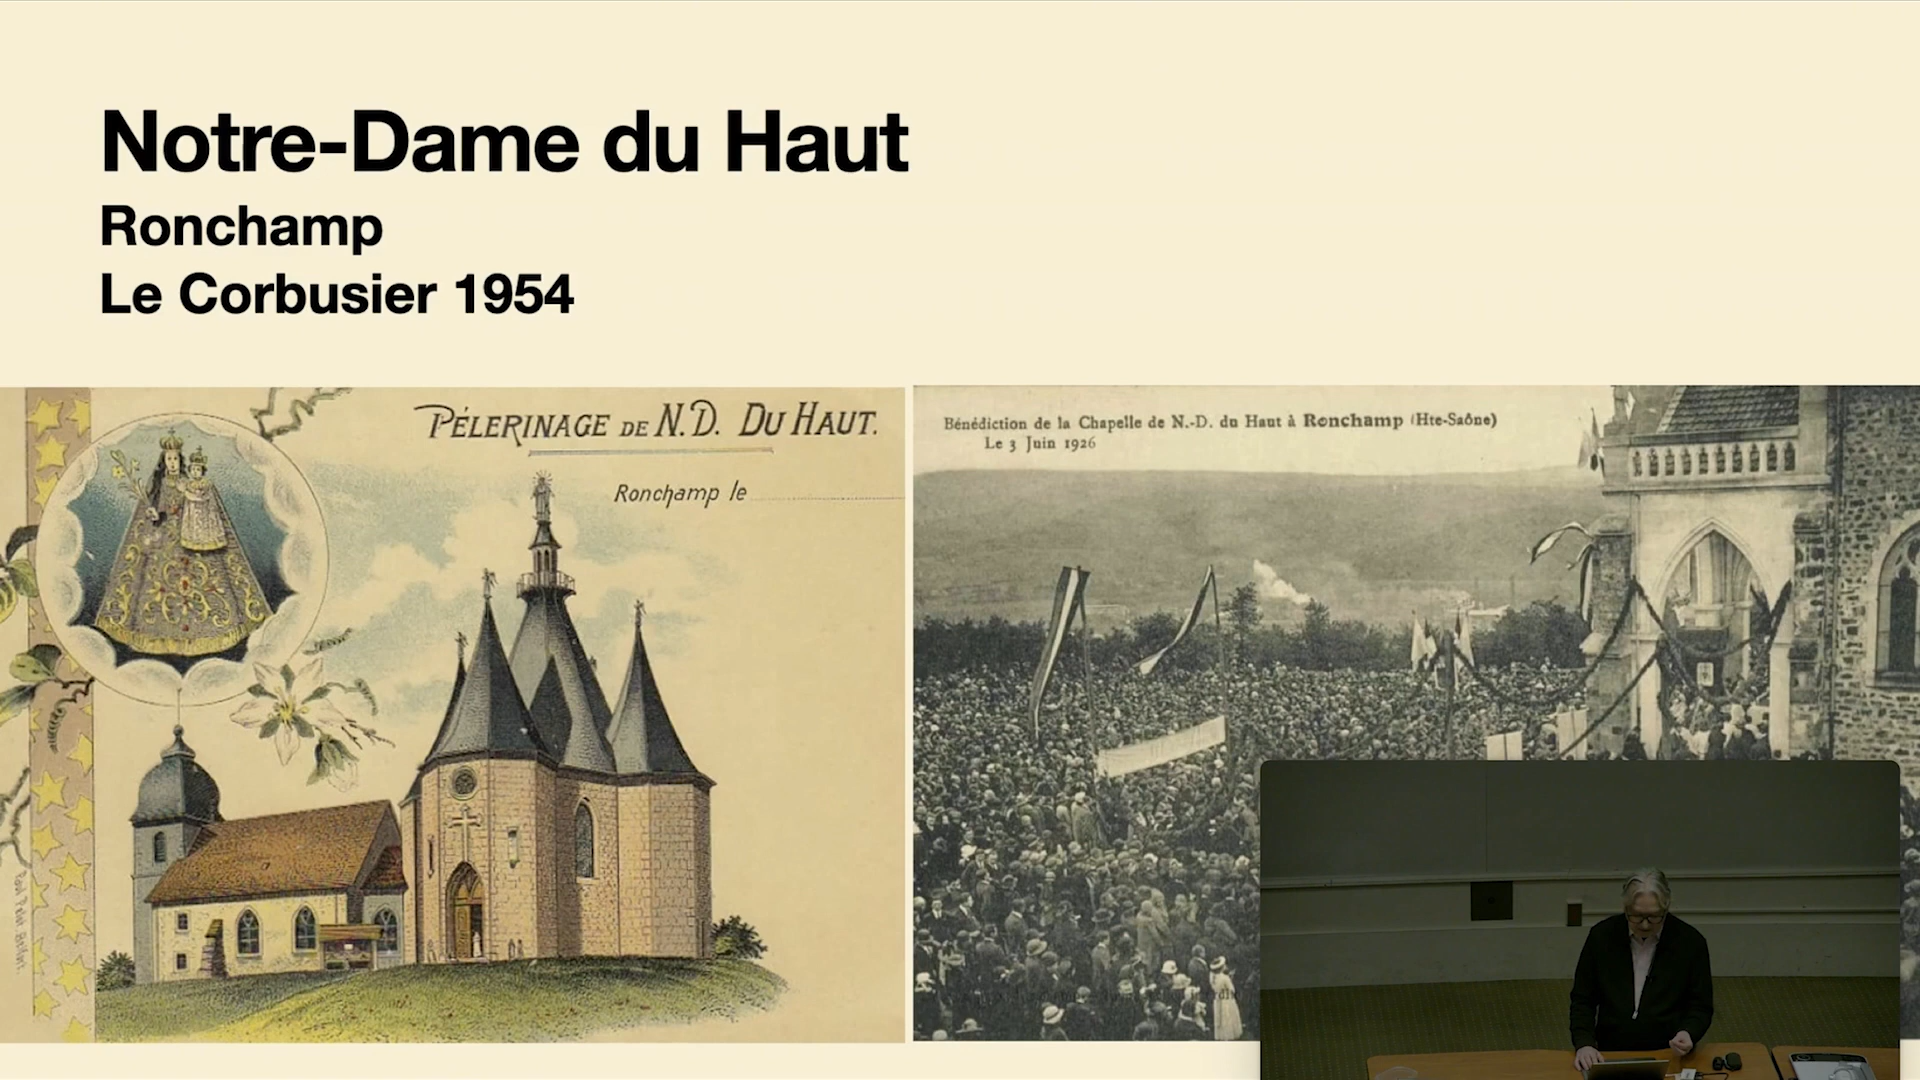 Notre-Dame du Haut
Ronchamp
Le Corbusier 1954
PÉLERINAGE DE N.D. DU HAUT.
Ronchamp le
Bénédiction de la Chapelle de N.-D. du Haut à Ronchamp (Hte-Saône)
Le 3 Juin 1926